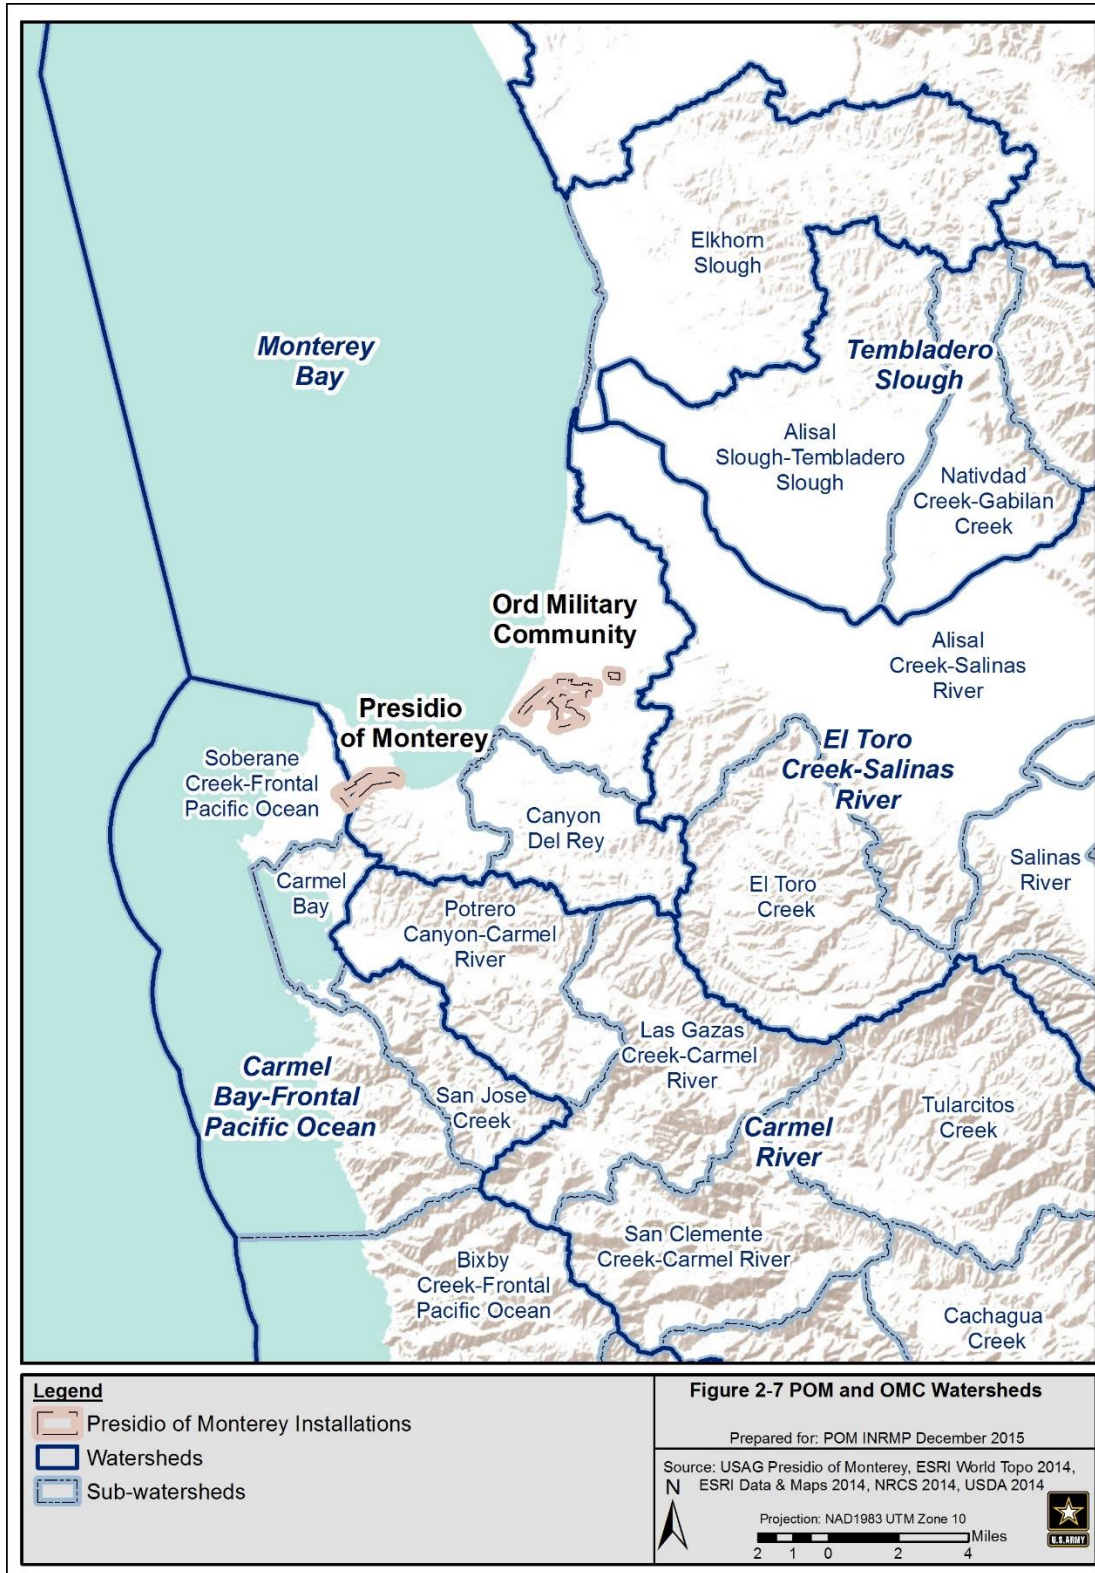 Elkhorn
Slough
Monterey
Bay
Tembladero
Slough
Alisal
Slough-Tembladero
Slough
Nativdad
Creek-Gabilan
Creek
Ord Military
Community
Alisal
Creek-Salinas
River
Presidio
of Monterey
El Toro
Creek-Salinas
River
Soberane
Creek-Frontal
Pacific Ocean
Canyon
Del Rey
Salinas
River
Carmel
Bay
El Toro
Creek
Potrero
Canyon-Carmel
River
Las Gazas
Creek-Carmel
River
Carmel
Bay-Frontal
Pacific Ocean
San Jose
Creek
Tularcitos
Creek
Carmel
River
San Clemente
Creek-Carmel River
Bixby
Creek-Frontal
Pacific Ocean
Cachagua
Creek
Legend
Presidio of Monterey Installations
Watersheds
Sub-watersheds
Figure 2-7 POM and OMC Watersheds
Prepared for: POM INRMP December 2015
Source: USAG Presidio of Monterey, ESRI World Topo 2014,
ESRI Data & Maps 2014, NRCS 2014, USDA 2014
N
Projection: NAD1983 UTM Zone 10
Miles
2 1 0 2 4
U.S.ARMY